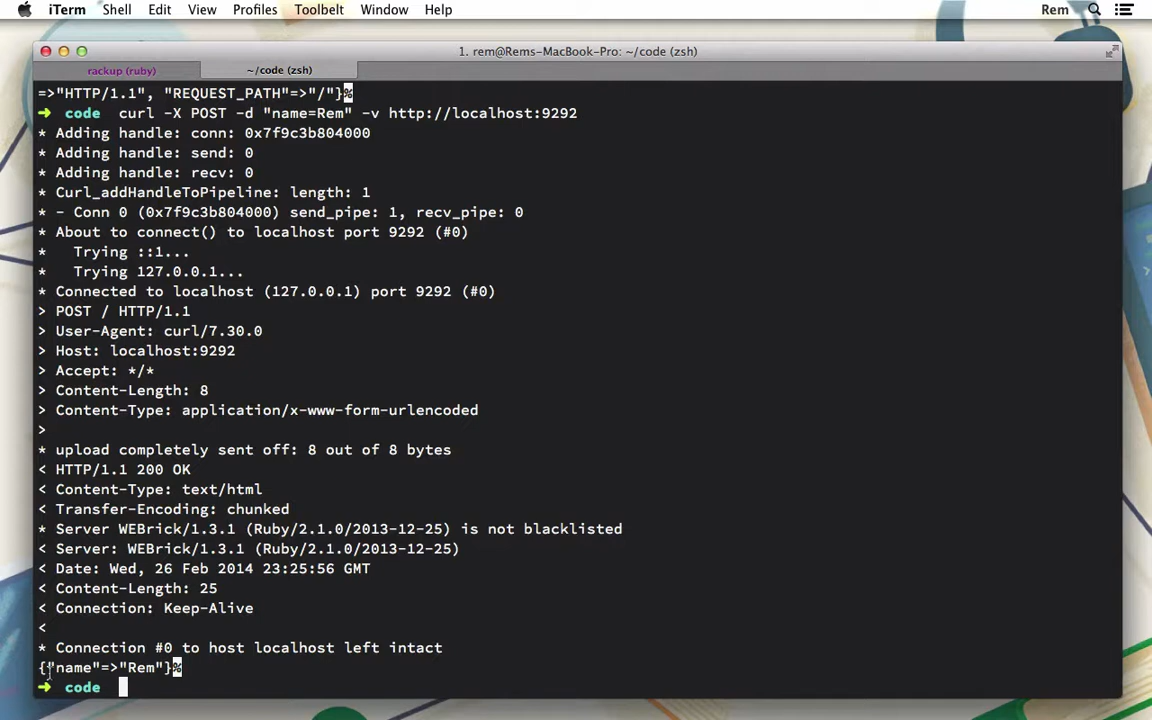 iTerm Shell Edit View Profiles Toolbelt Window Help Rem
1. rem@Rems-MacBook-Pro: ~/code (zsh)
rackup (ruby) ~/code (zsh)
=>"HTTP/1.1", "REQUEST_PATH"=>"/"}%
➜ code curl -X POST -d "name=Rem" -v http://localhost:9292
* Adding handle: conn: 0x7f9c3b804000
* Adding handle: send: 0
* Adding handle: recv: 0
* Curl_addHandleToPipeline: length: 1
* - Conn 0 (0x7f9c3b804000) send_pipe: 1, recv_pipe: 0
* About to connect() to localhost port 9292 (#0)
*   Trying ::1...
*   Trying 127.0.0.1...
* Connected to localhost (127.0.0.1) port 9292 (#0)
> POST / HTTP/1.1
> User-Agent: curl/7.30.0
> Host: localhost:9292
> Accept: */*
> Content-Length: 8
> Content-Type: application/x-www-form-urlencoded
>
* upload completely sent off: 8 out of 8 bytes
< HTTP/1.1 200 OK
< Content-Type: text/html
< Transfer-Encoding: chunked
* Server WEBrick/1.3.1 (Ruby/2.1.0/2013-12-25) is not blacklisted
< Server: WEBrick/1.3.1 (Ruby/2.1.0/2013-12-25)
< Date: Wed, 26 Feb 2014 23:25:56 GMT
< Content-Length: 25
< Connection: Keep-Alive
<
* Connection #0 to host localhost left intact
{"name"=>"Rem"}%
➜ code